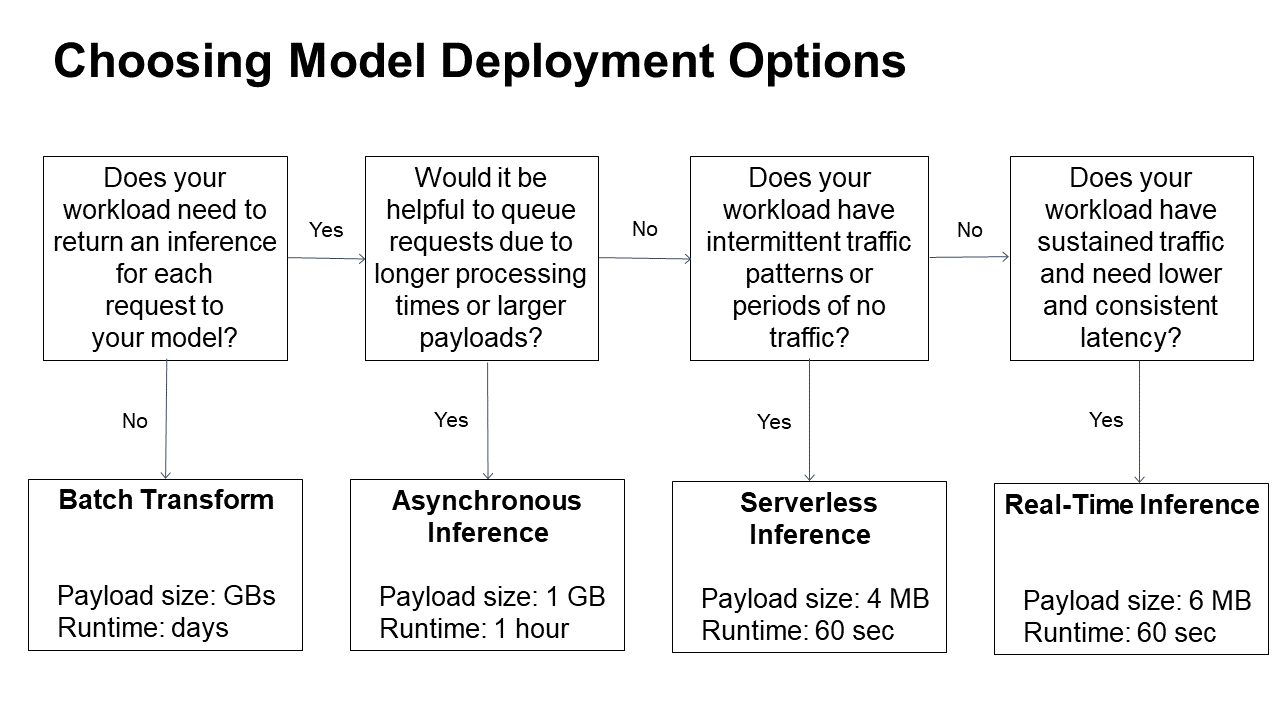 Choosing Model Deployment Options
Does your
workload need to
return an inference
for each
request to
your model?
Yes
Would it be
helpful to queue
requests due to
longer processing
times or larger
payloads?
No
Does your
workload have
intermittent traffic
patterns or
periods of no
traffic?
No
Does your
workload have
sustained traffic
and need lower
and consistent
latency?
No
Yes
Yes
Yes
Batch Transform
Payload size: GBs
Runtime: days
Asynchronous
Inference
Payload size: 1 GB
Runtime: 1 hour
Serverless
Inference
Payload size: 4 MB
Runtime: 60 sec
Real-Time Inference
Payload size: 6 MB
Runtime: 60 sec